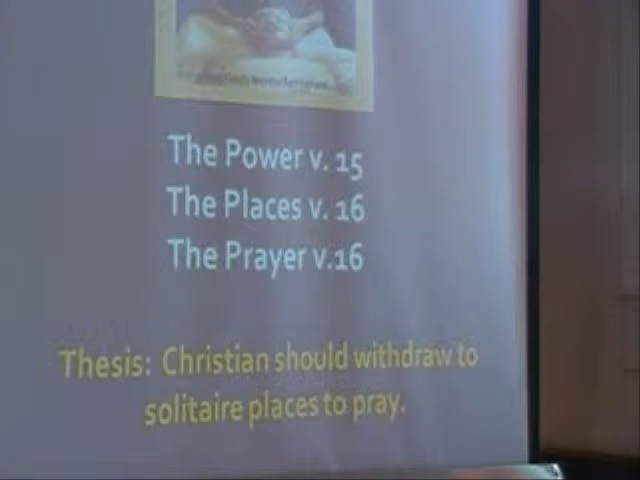 The Power v. 15
The Places v. 16
The Prayer v.16
Thesis: Christian should withdraw to
solitaire places to pray.